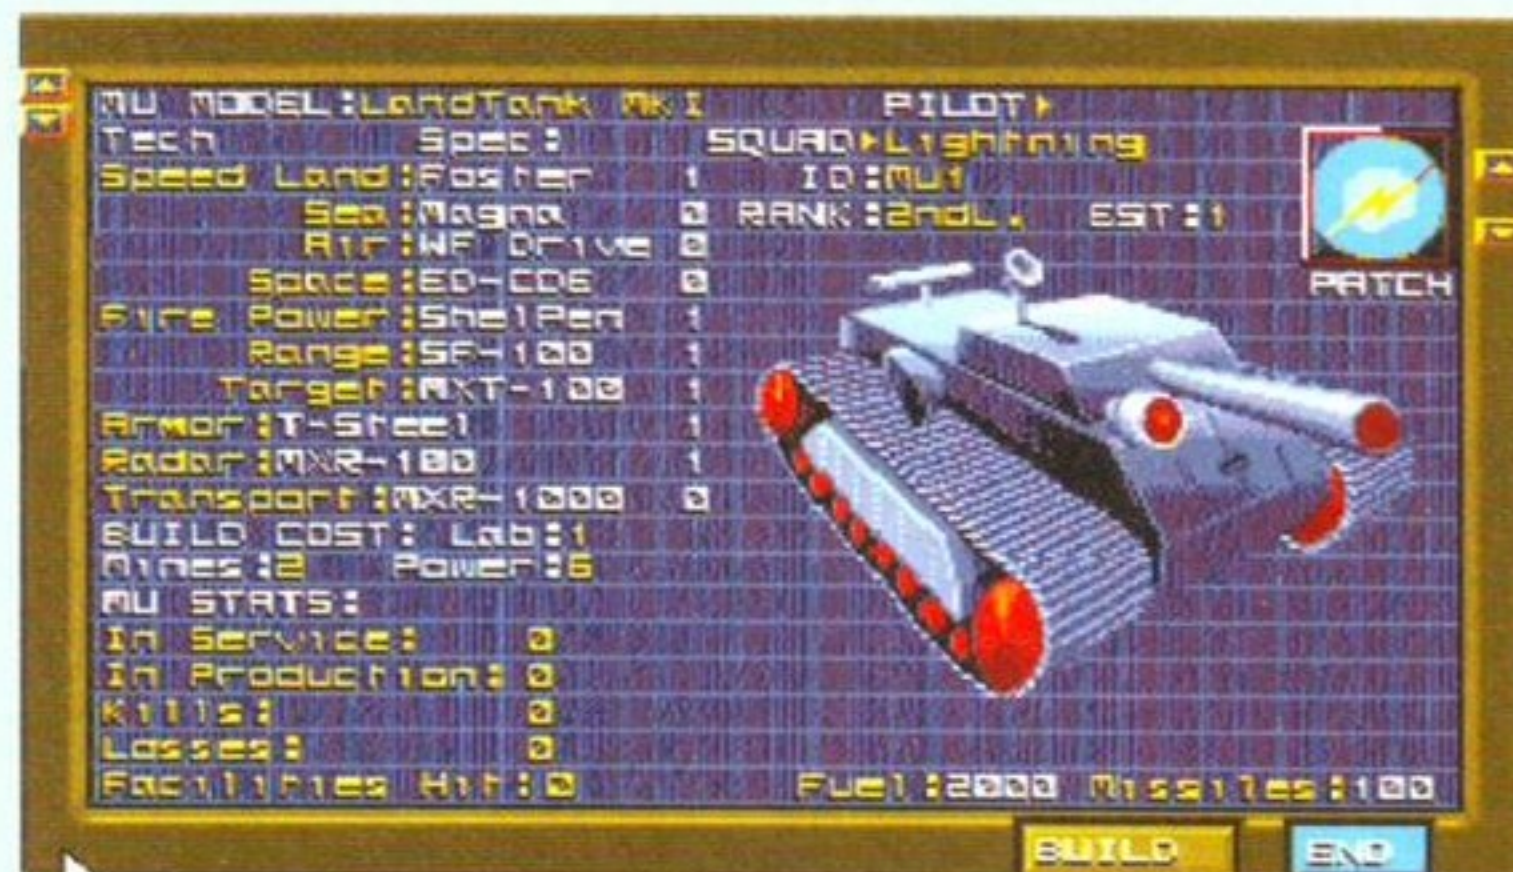 MU MODEL:LandTank MkI PILOT
Tech Spec: SQUAD Lightning
Speed Land:Foster 1 ID:MU1
Sea:Magna 0 RANK:2ndL. EST:1
Air:WF Drive 0
Space:ED-CDE 0
PATCH
Fire Power:ShelPen 1
Range:SF-100 1
Target:MXT-100 1
Armor:T-Steel 1
Radar:MXR-100 1
Transport:MXR-1000 0
BUILD COST: Lab:1
Mines:2 Power:6
MU STATS:
In Service: 0
In Production: 0
Kills: 0
Losses: 0
Facilities Hit:0 Fuel:2000 Missiles:100
BUILD END